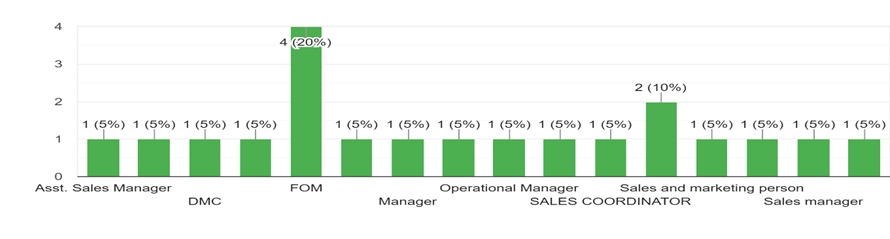 4
4 (20%)
3
2
2 (10%)
1
1 (5%) 1 (5%) 1 (5%) 1 (5%) 1 (5%) 1 (5%) 1 (5%) 1 (5%) 1 (5%) 1 (5%) 1 (5%) 1 (5%) 1 (5%) 1 (5%)
0
Asst. Sales Manager FOM Operational Manager Sales and marketing person
DMC Manager SALES COORDINATOR Sales manager